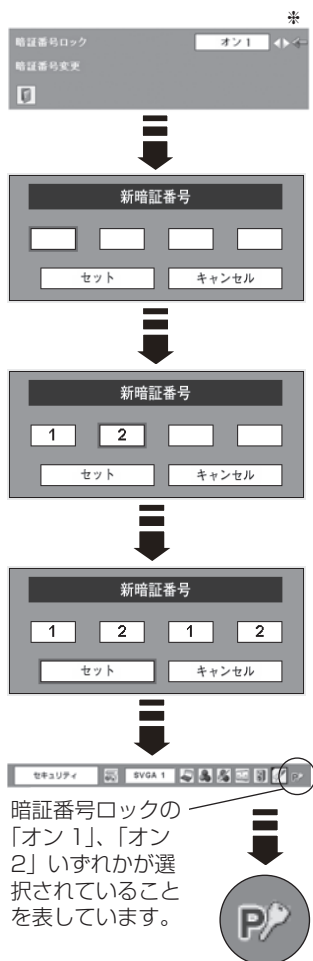 ※
暗証番号ロック オン 1
暗証番号変更
新暗証番号
セット キャンセル
新暗証番号
1 2
セット キャンセル
新暗証番号
1 2 1 2
セット キャンセル
セキュリティ SVGA 1
暗証番号ロックの
「オン 1」、「オン
2」いずれかが選
択されていること
を表しています。
P